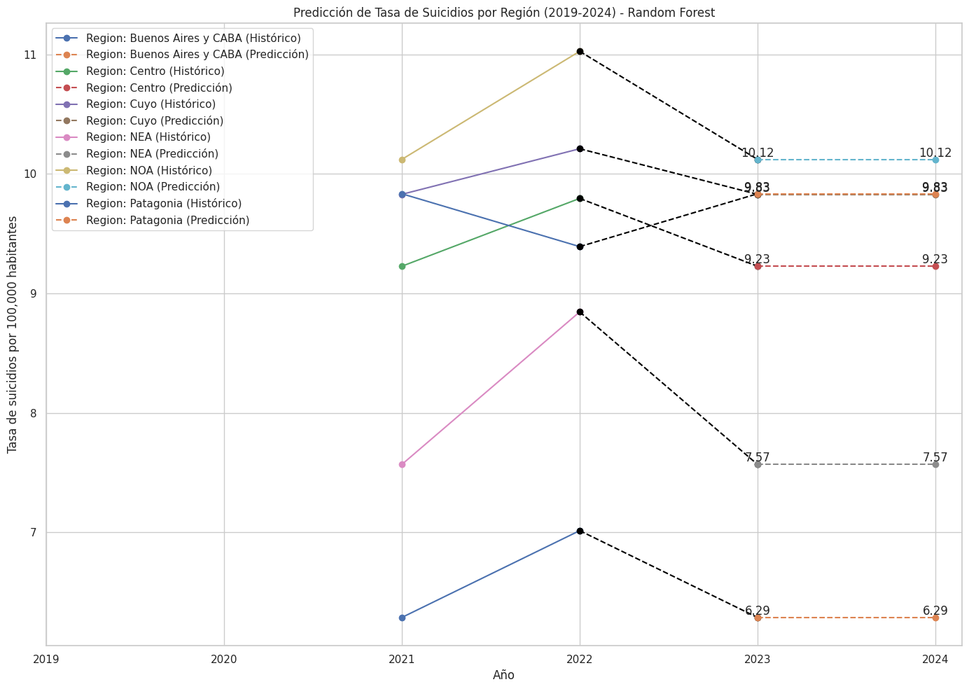 Predicción de Tasa de Suicidios por Región (2019-2024) - Random Forest
Region: Buenos Aires y CABA (Histórico)
Region: Buenos Aires y CABA (Predicción)
Region: Centro (Histórico)
Region: Centro (Predicción)
Region: Cuyo (Histórico)
Region: Cuyo (Predicción)
Region: NEA (Histórico)
Region: NEA (Predicción)
Region: NOA (Histórico)
Region: NOA (Predicción)
Region: Patagonia (Histórico)
Region: Patagonia (Predicción)
Tasa de suicidios por 100,000 habitantes
11
10
9
8
7
10.12 10.12
9.83 9.83
9.23 9.23
7.57 7.57
6.29 6.29
2019 2020 2021 2022 2023 2024
Año